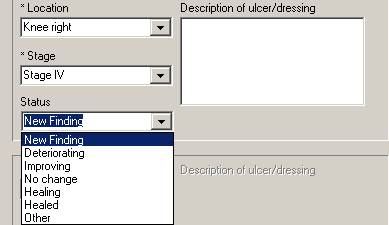 * Location
Description of ulcer/dressing
Knee right
* Stage
Stage IV
Status
New Finding
New Finding
Deteriorating
Improving
No change
Healing
Healed
Other
Description of ulcer/dressing